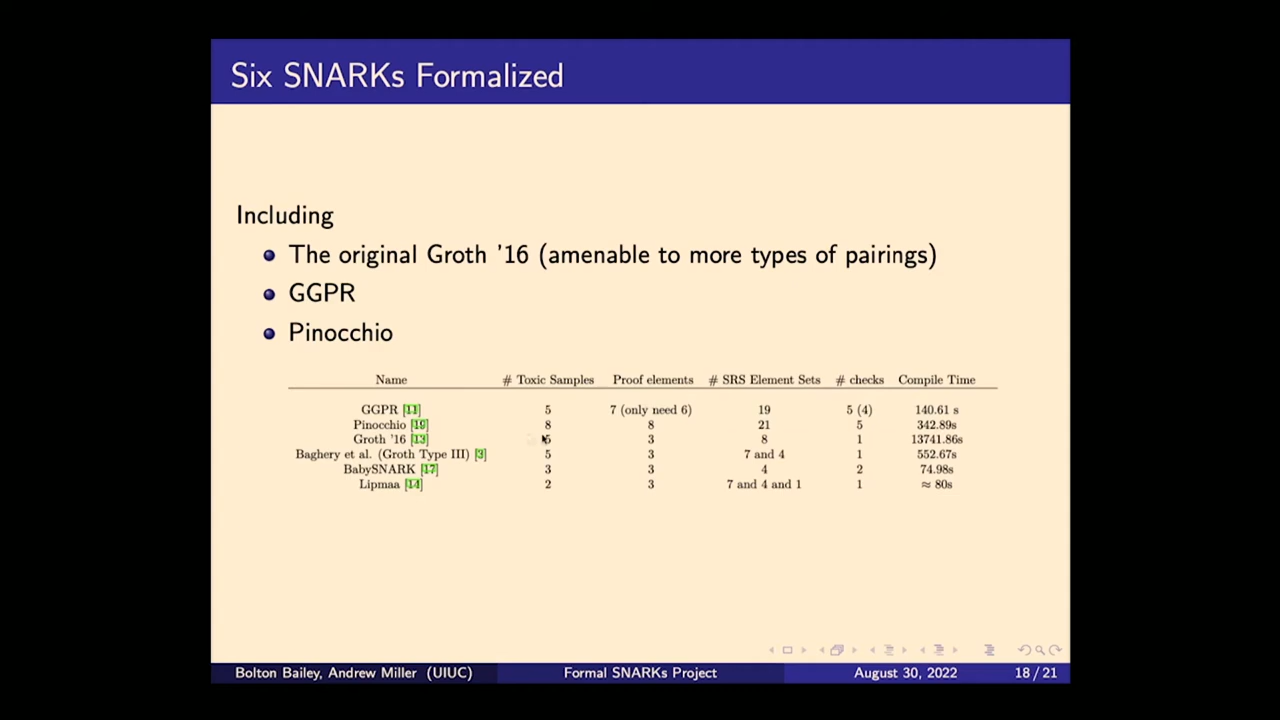 Six SNARKs Formalized
Including
The original Groth '16 (amenable to more types of pairings)
GGPR
Pinocchio
Name # Toxic Samples Proof elements # SRS Element Sets # checks Compile Time
GGPR [11] 5 7 (only need 6) 19 5 (4) 140.61 s
Pinocchio [19] 8 8 21 5 342.89s
Groth '16 [13] 5 3 8 1 13741.86s
Baghery et al. (Groth Type III) [3] 5 3 7 and 4 1 552.67s
BabySNARK [17] 3 3 4 2 74.98s
Lipmaa [14] 2 3 7 and 4 and 1 1 ≈ 80s
Bolton Bailey, Andrew Miller (UIUC) Formal SNARKs Project August 30, 2022 18 / 21